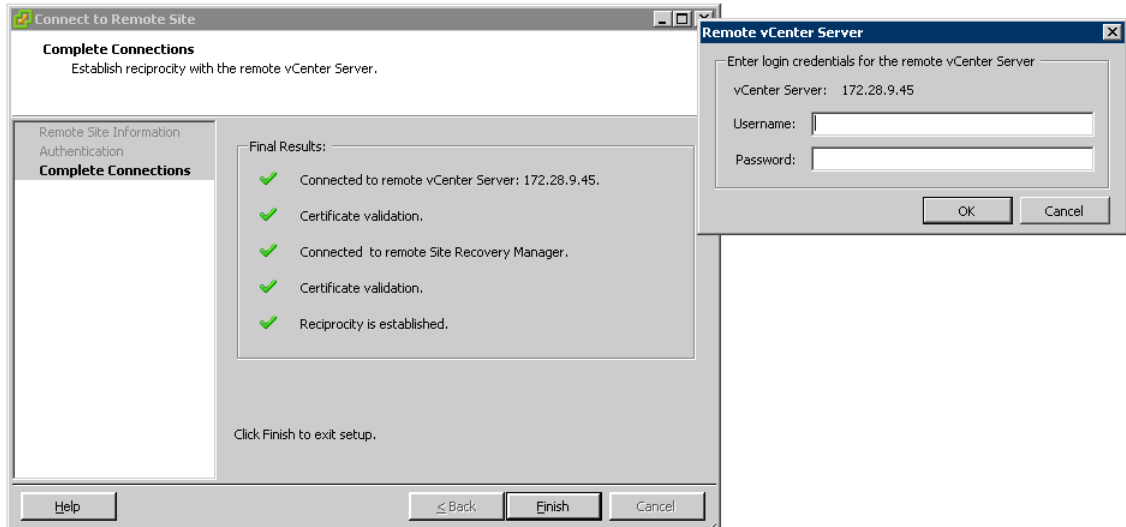 Connect to Remote Site
Complete Connections
Establish reciprocity with the remote vCenter Server.
Remote Site Information
Authentication
Complete Connections
Final Results:
Connected to remote vCenter Server: 172.28.9.45.
Certificate validation.
Connected  to remote Site Recovery Manager.
Certificate validation.
Reciprocity is established.
Click Finish to exit setup.
Help
< Back
Finish
Cancel
Remote vCenter Server
Enter login credentials for the remote vCenter Server
vCenter Server: 172.28.9.45
Username:
Password:
OK
Cancel